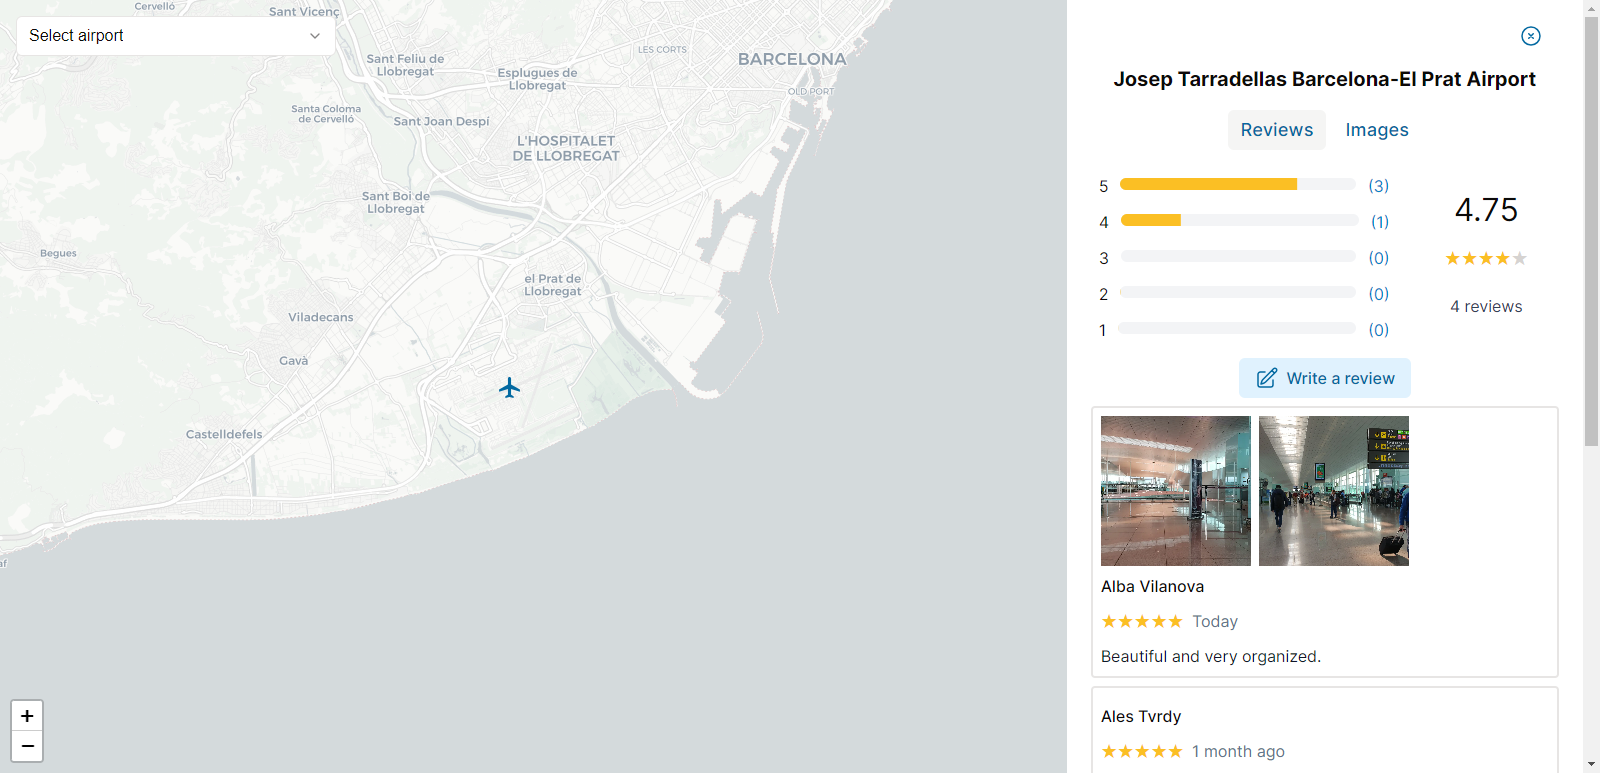 Select airport
Cervelló
Sant Vicenç
Sant Feliu de
Llobregat
Esplugues de
Llobregat
LES CORTS
BARCELONA
OLD PORT
Santa Coloma
de Cervelló
Sant Joan Despí
L'HOSPITALET
DE LLOBREGAT
Sant Boi de
Llobregat
Begues
el Prat de
Llobregat
Viladecans
Gavà
Castelldefels
+
−
Josep Tarradellas Barcelona-El Prat Airport
Reviews Images
5 (3)
4 (1)
3 (0)
2 (0)
1 (0)
4.75
4 reviews
Write a review
Alba Vilanova
Today
Beautiful and very organized.
Ales Tvrdy
1 month ago